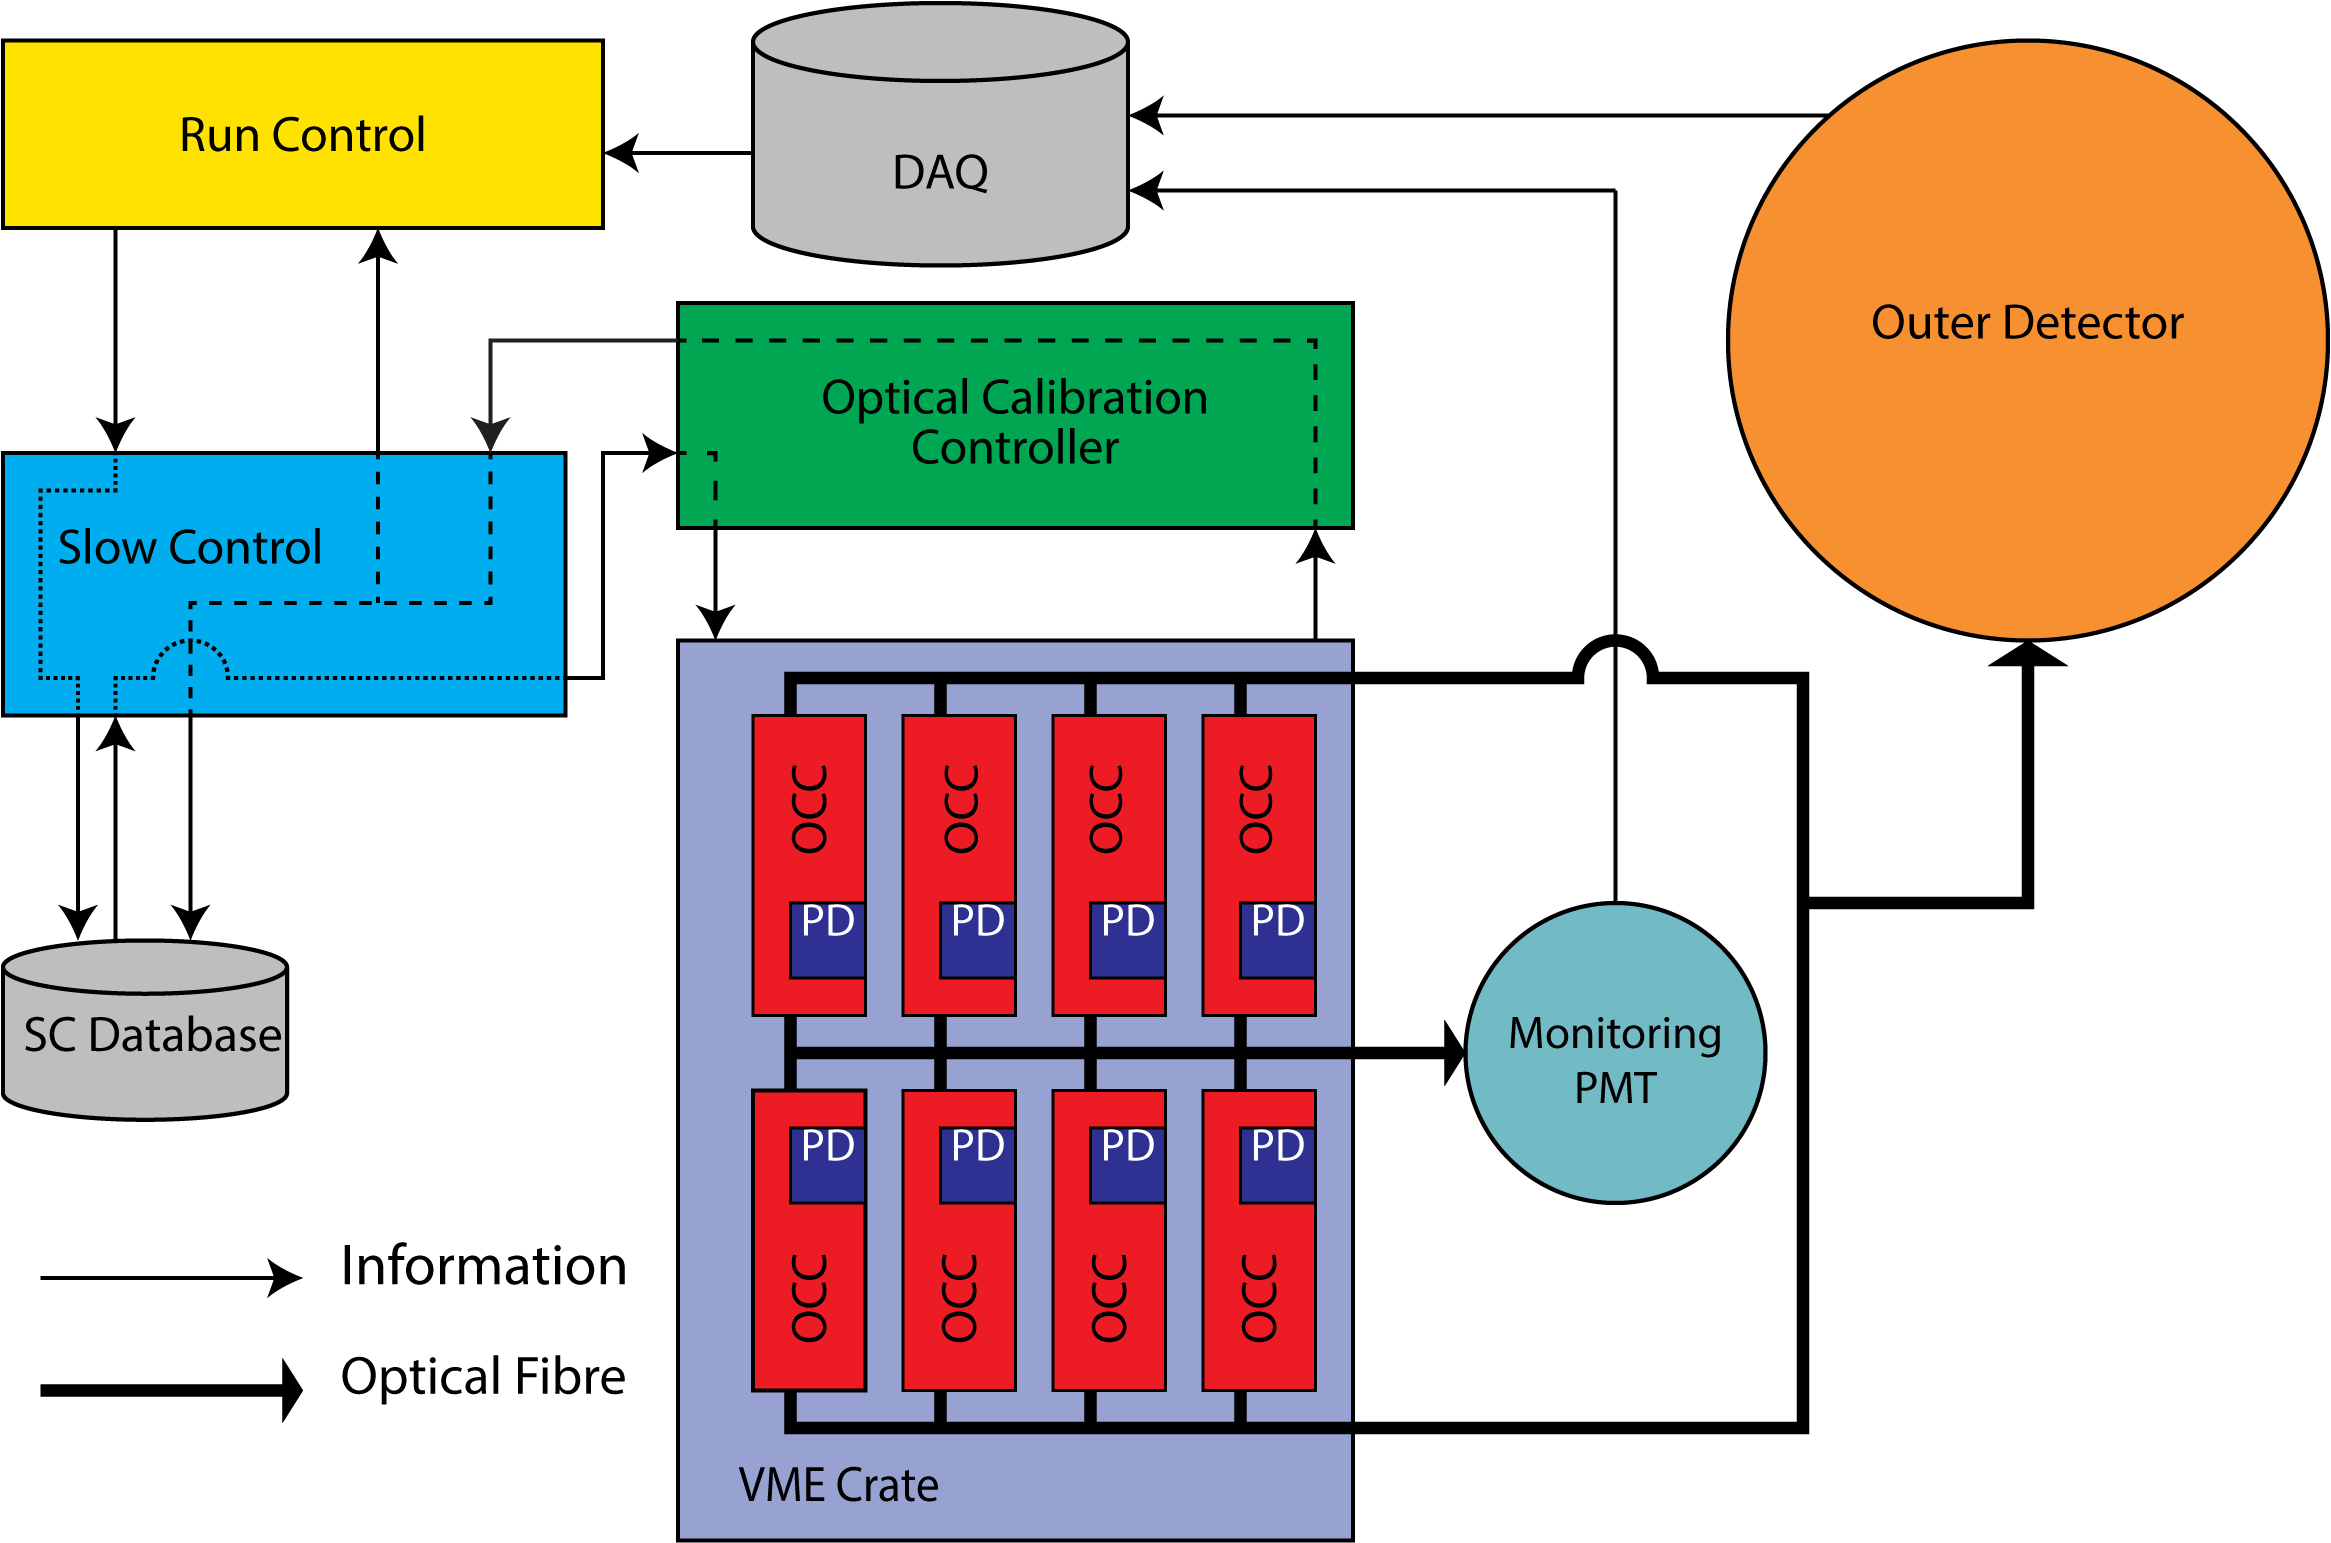 Run Control
DAQ
Outer Detector
Optical Calibration
Controller
Slow Control
OCC
OCC
OCC
OCC
PD
PD
PD
PD
SC Database
Monitoring
PMT
PD
PD
PD
PD
OCC
OCC
OCC
OCC
Information
Optical Fibre
VME Crate